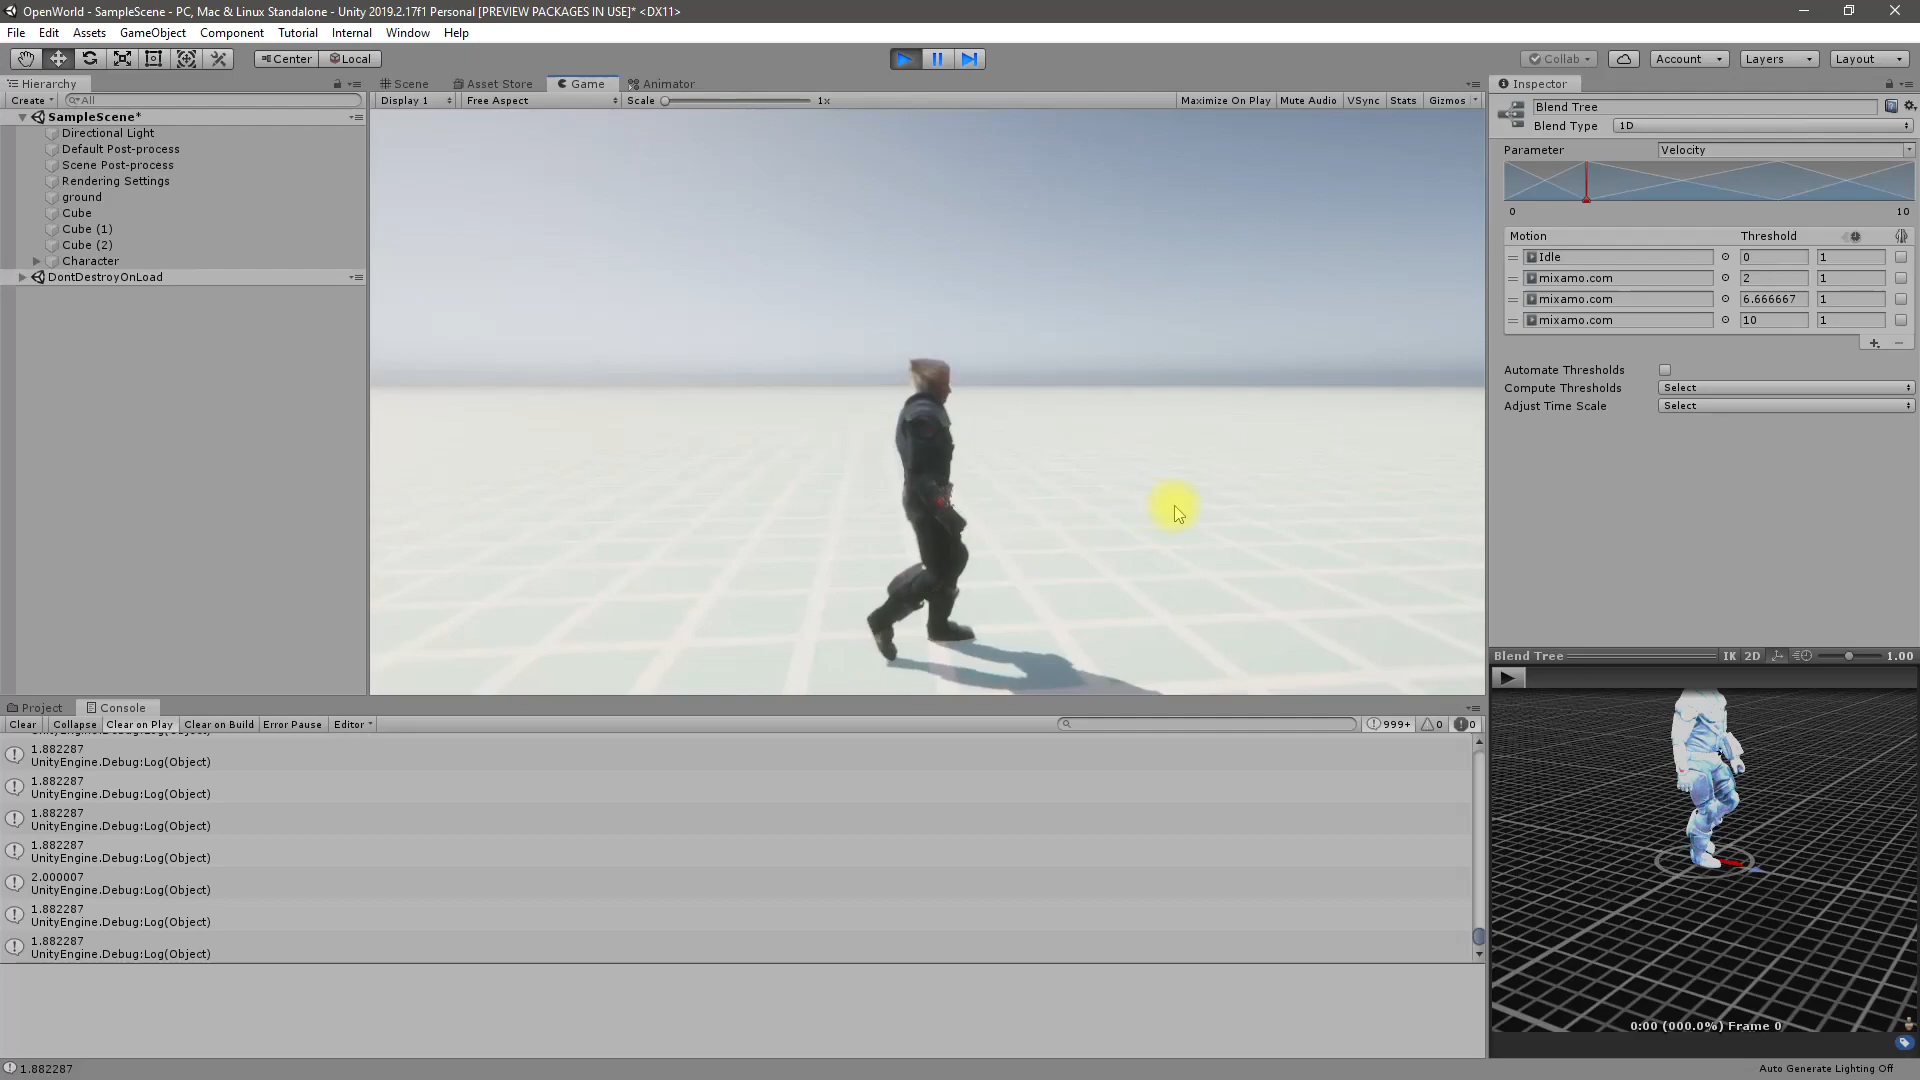 OpenWorld - SampleScene - PC, Mac & Linux Standalone - Unity 2019.2.17f1 Personal [PREVIEW PACKAGES IN USE]* <DX11>
File Edit Assets GameObject Component Tutorial Internal Window Help
Center Local Collab Account Layers Layout
Hierarchy
Create All
SampleScene*
Directional Light
Default Post-process
Scene Post-process
Rendering Settings
ground
Cube
Cube (1)
Cube (2)
Character
DontDestroyOnLoad
Scene Asset Store Game Animator
Display 1 Free Aspect Scale 1x Maximize On Play Mute Audio VSync Stats Gizmos
Inspector
Blend Tree
Blend Type 1D
Parameter Velocity
0 10
Motion Threshold
Idle 0 1
mixamo.com 2 1
mixamo.com 6.666667 1
mixamo.com 10 1
Automate Thresholds
Compute Thresholds Select
Adjust Time Scale Select
Blend Tree IK 2D 1.00
0:00 (000.0%) Frame 0
Project Console
Clear Collapse Clear on Play Clear on Build Error Pause Editor 999+ 0 0
UnityEngine.Debug:Log(Object)
1.882287
UnityEngine.Debug:Log(Object)
1.882287
UnityEngine.Debug:Log(Object)
1.882287
UnityEngine.Debug:Log(Object)
1.882287
UnityEngine.Debug:Log(Object)
2.000007
UnityEngine.Debug:Log(Object)
1.882287
UnityEngine.Debug:Log(Object)
1.882287
UnityEngine.Debug:Log(Object)
1.882287
Auto Generate Lighting Off